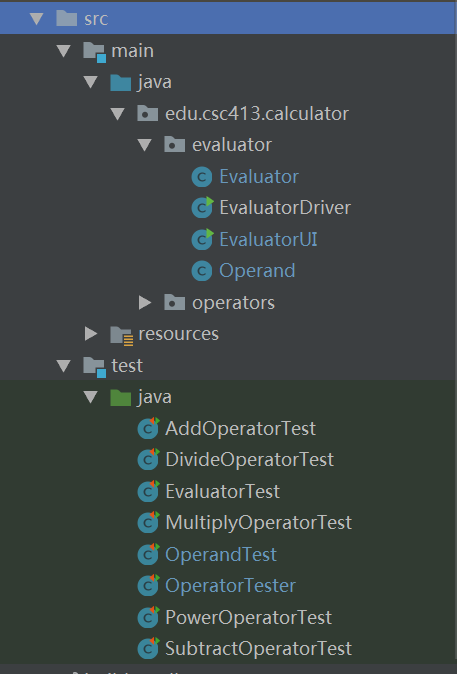 src
main
java
edu.csc413.calculator
evaluator
C Evaluator
C EvaluatorDriver
C EvaluatorUI
C Operand
operators
resources
test
java
C AddOperatorTest
C DivideOperatorTest
C EvaluatorTest
C MultiplyOperatorTest
C OperandTest
C OperatorTester
C PowerOperatorTest
C SubtractOperatorTest